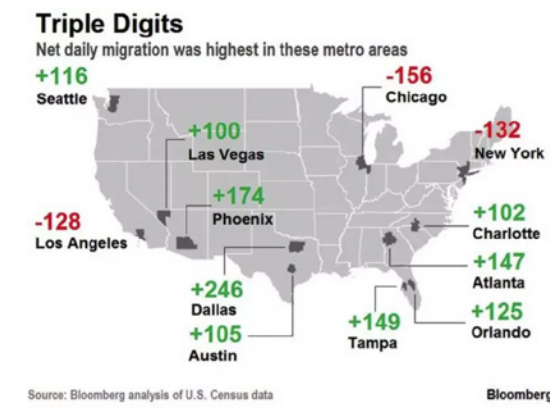 Triple Digits
Net daily migration was highest in these metro areas
+116
Seattle
-156
Chicago
+100
Las Vegas
-132
New York
+174
Phoenix
-128
Los Angeles
+102
Charlotte
+147
Atlanta
+246
Dallas
+125
Orlando
+149
Tampa
+105
Austin
Source: Bloomberg analysis of U.S. Census data
Bloomberg